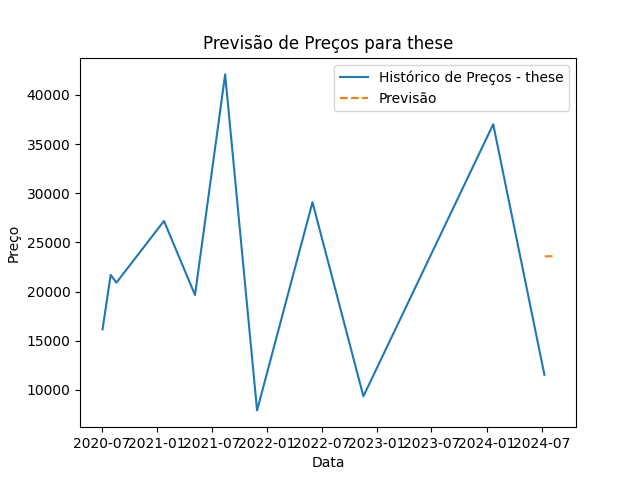 Previsão de Preços para these
Histórico de Preços - these
Previsão
40000
35000
30000
25000
20000
15000
10000
Preço
2020-07 2021-01 2021-07 2022-01 2022-07 2023-01 2023-07 2024-01 2024-07
Data